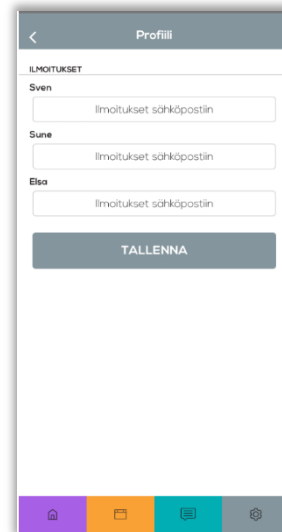 Profiili
ILMOITUKSET
Sven
Ilmoitukset sähköpostiin
Sune
Ilmoitukset sähköpostiin
Elsa
Ilmoitukset sähköpostiin
TALLENNA